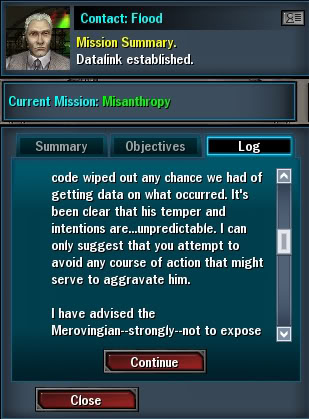 Contact: Flood
Mission Summary.
Datalink established.
Current Mission: Misanthropy
Summary
Objectives
Log
code wiped out any chance we had of
getting data on what occurred. It's
been clear that his temper and
intentions are...unpredictable. I can
only suggest that you attempt to
avoid any course of action that might
serve to aggravate him.
I have advised the
Merovingian--strongly--not to expose
Continue
Close